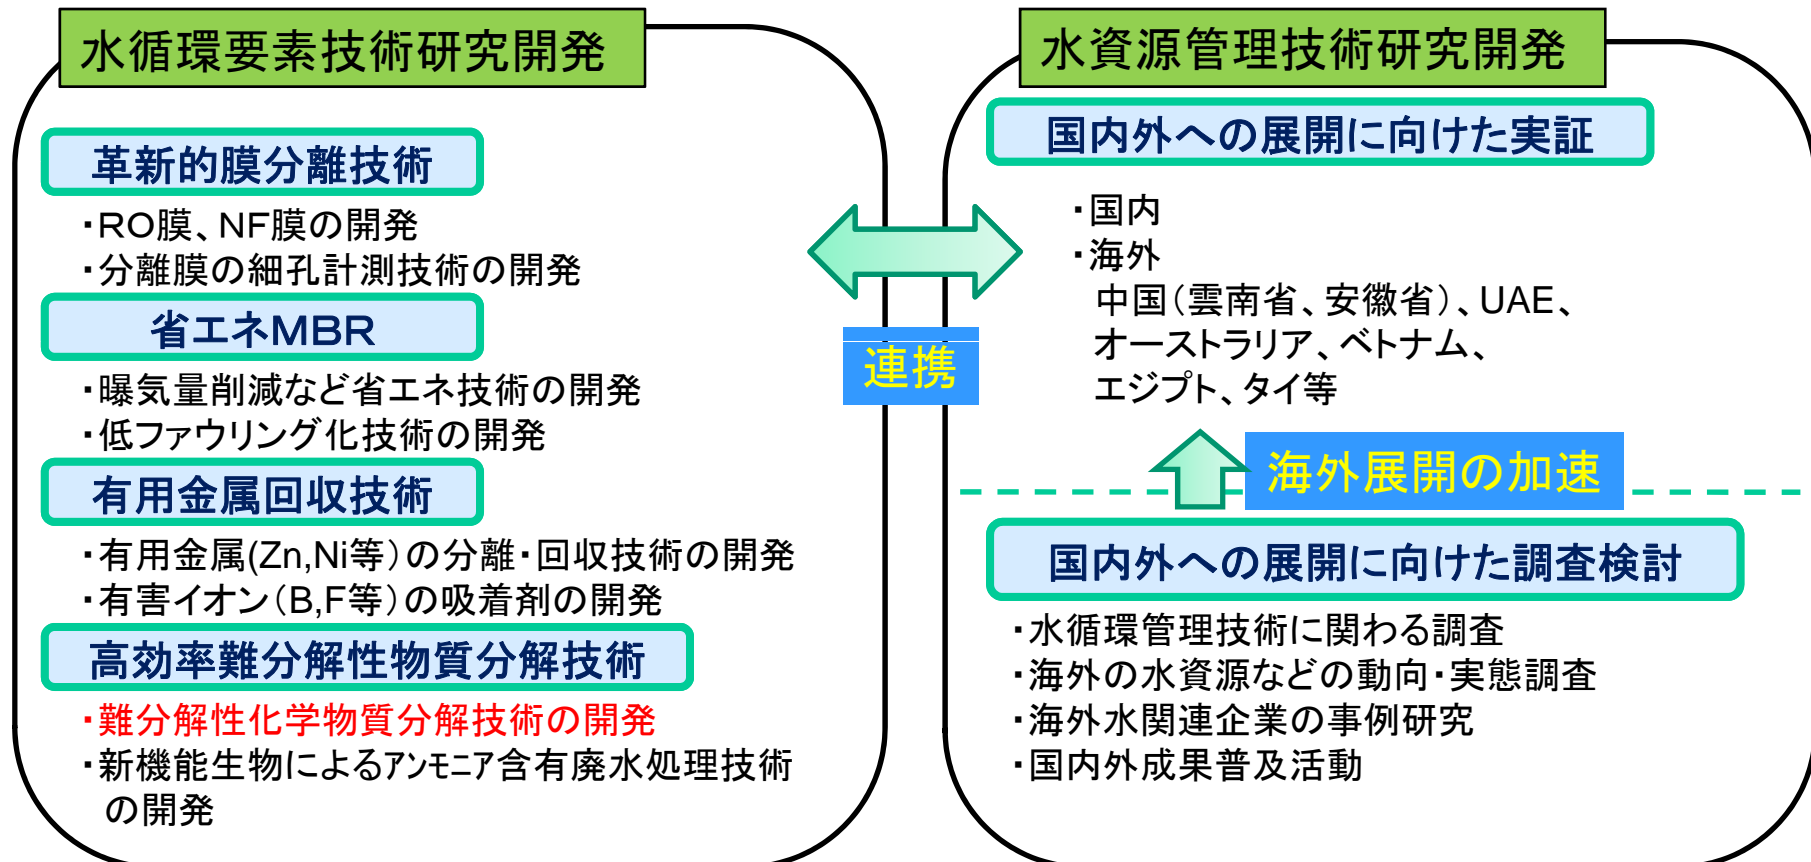 水循環要素技術研究開発
革新的膜分離技術
・RO膜、NF膜の開発
・分離膜の細孔計測技術の開発
省エネMBR
・曝気量削減など省エネ技術の開発
・低ファウリング化技術の開発
有用金属回収技術
・有用金属(Zn,Ni等)の分離・回収技術の開発
・有害イオン(B,F等)の吸着剤の開発
高効率難分解性物質分解技術
・難分解性化学物質分解技術の開発
・新機能生物によるアンモニア含有廃水処理技術
の開発
連携
水資源管理技術研究開発
国内外への展開に向けた実証
・国内
・海外
中国(雲南省、安徽省)、UAE、
オーストラリア、ベトナム、
エジプト、タイ等
海外展開の加速
国内外への展開に向けた調査検討
・水循環管理技術に関わる調査
・海外の水資源などの動向・実態調査
・海外水関連企業の事例研究
・国内外成果普及活動